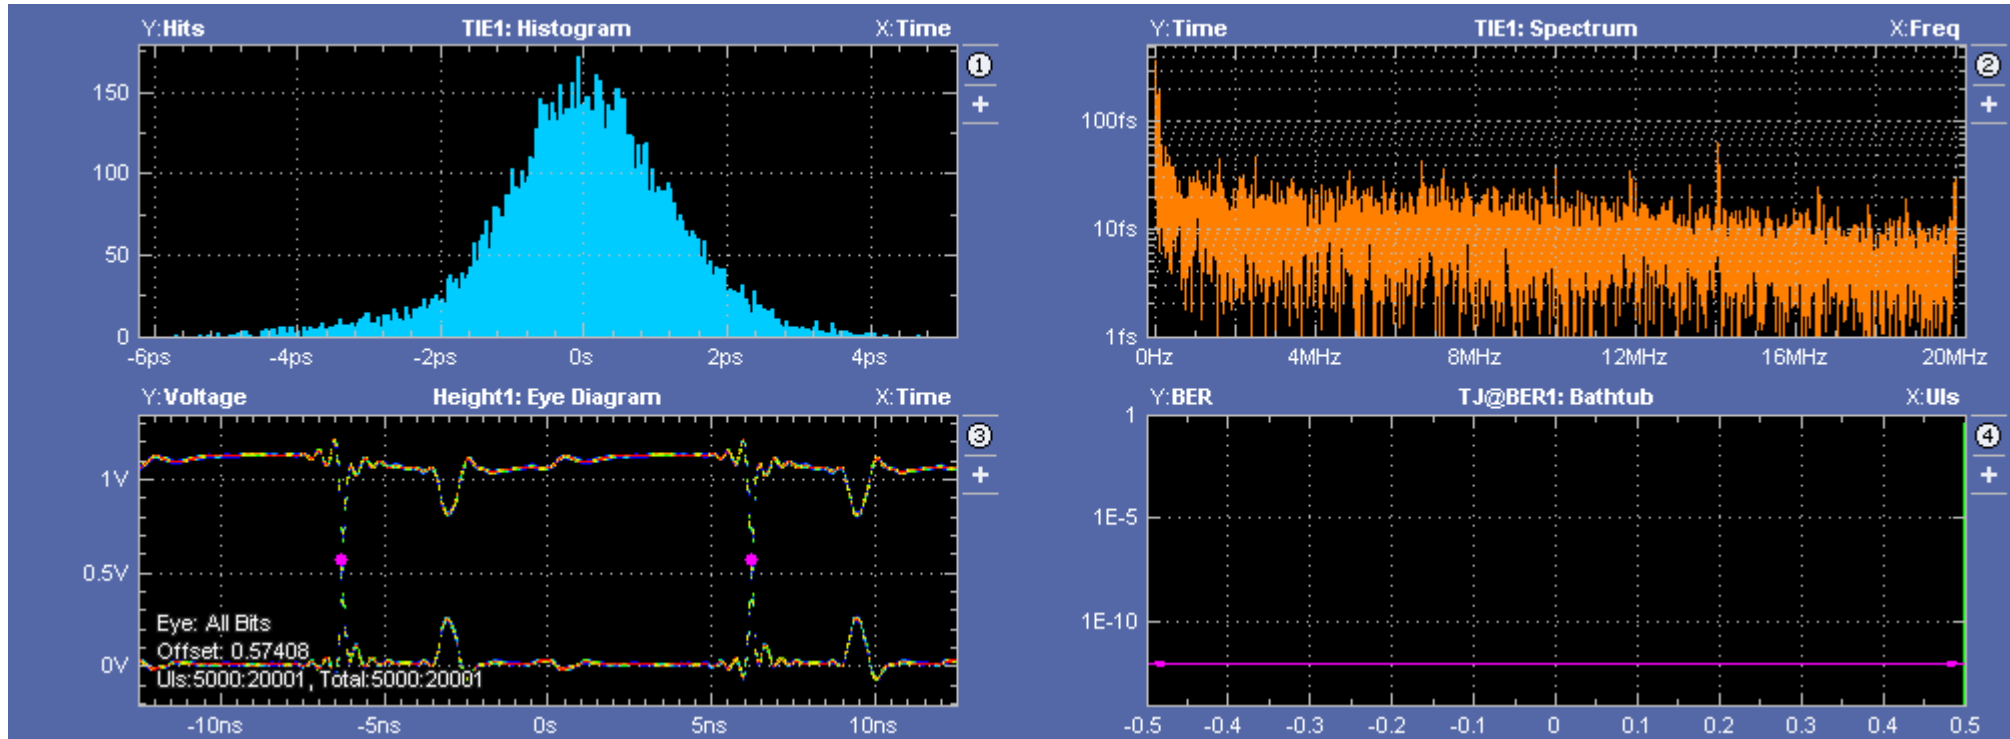 Y:Hits TIE1: Histogram X:Time
150
100
50
0
-6ps -4ps -2ps 0s 2ps 4ps
1
+
Y:Time TIE1: Spectrum X:Freq
100fs
10fs
1fs
0Hz 4MHz 8MHz 12MHz 16MHz 20MHz
2
+
Y:Voltage Height1: Eye Diagram X:Time
1V
0.5V
0V
Eye: All Bits
Offset: 0.57408
UIs:5000:20001, Total:5000:20001
-10ns -5ns 0s 5ns 10ns
3
+
Y:BER TJ@BER1: Bathtub X:UIs
1
1E-5
1E-10
-0.5 -0.4 -0.3 -0.2 -0.1 0 0.1 0.2 0.3 0.4 0.5
4
+